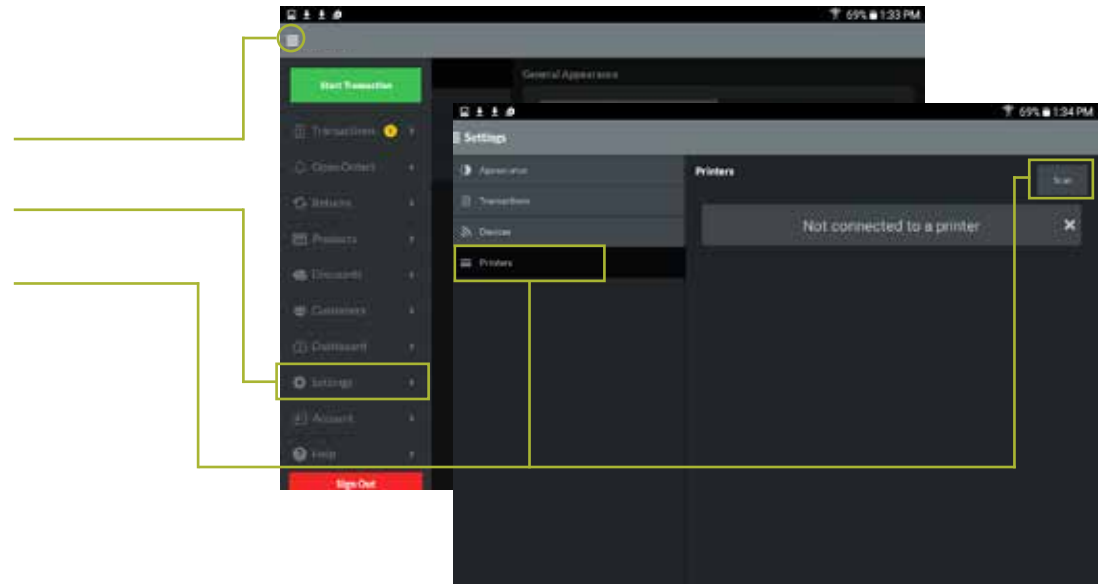 69% 1:33 PM
Start Transaction
General Appearance
Transactions
Open Orders
Returns
Products
Discounts
Customers
Dashboard
Settings
Account
Help
Sign Out
69% 1:34 PM
Settings
Appearance
Transactions
Devices
Printers
Printers
Scan
Not connected to a printer